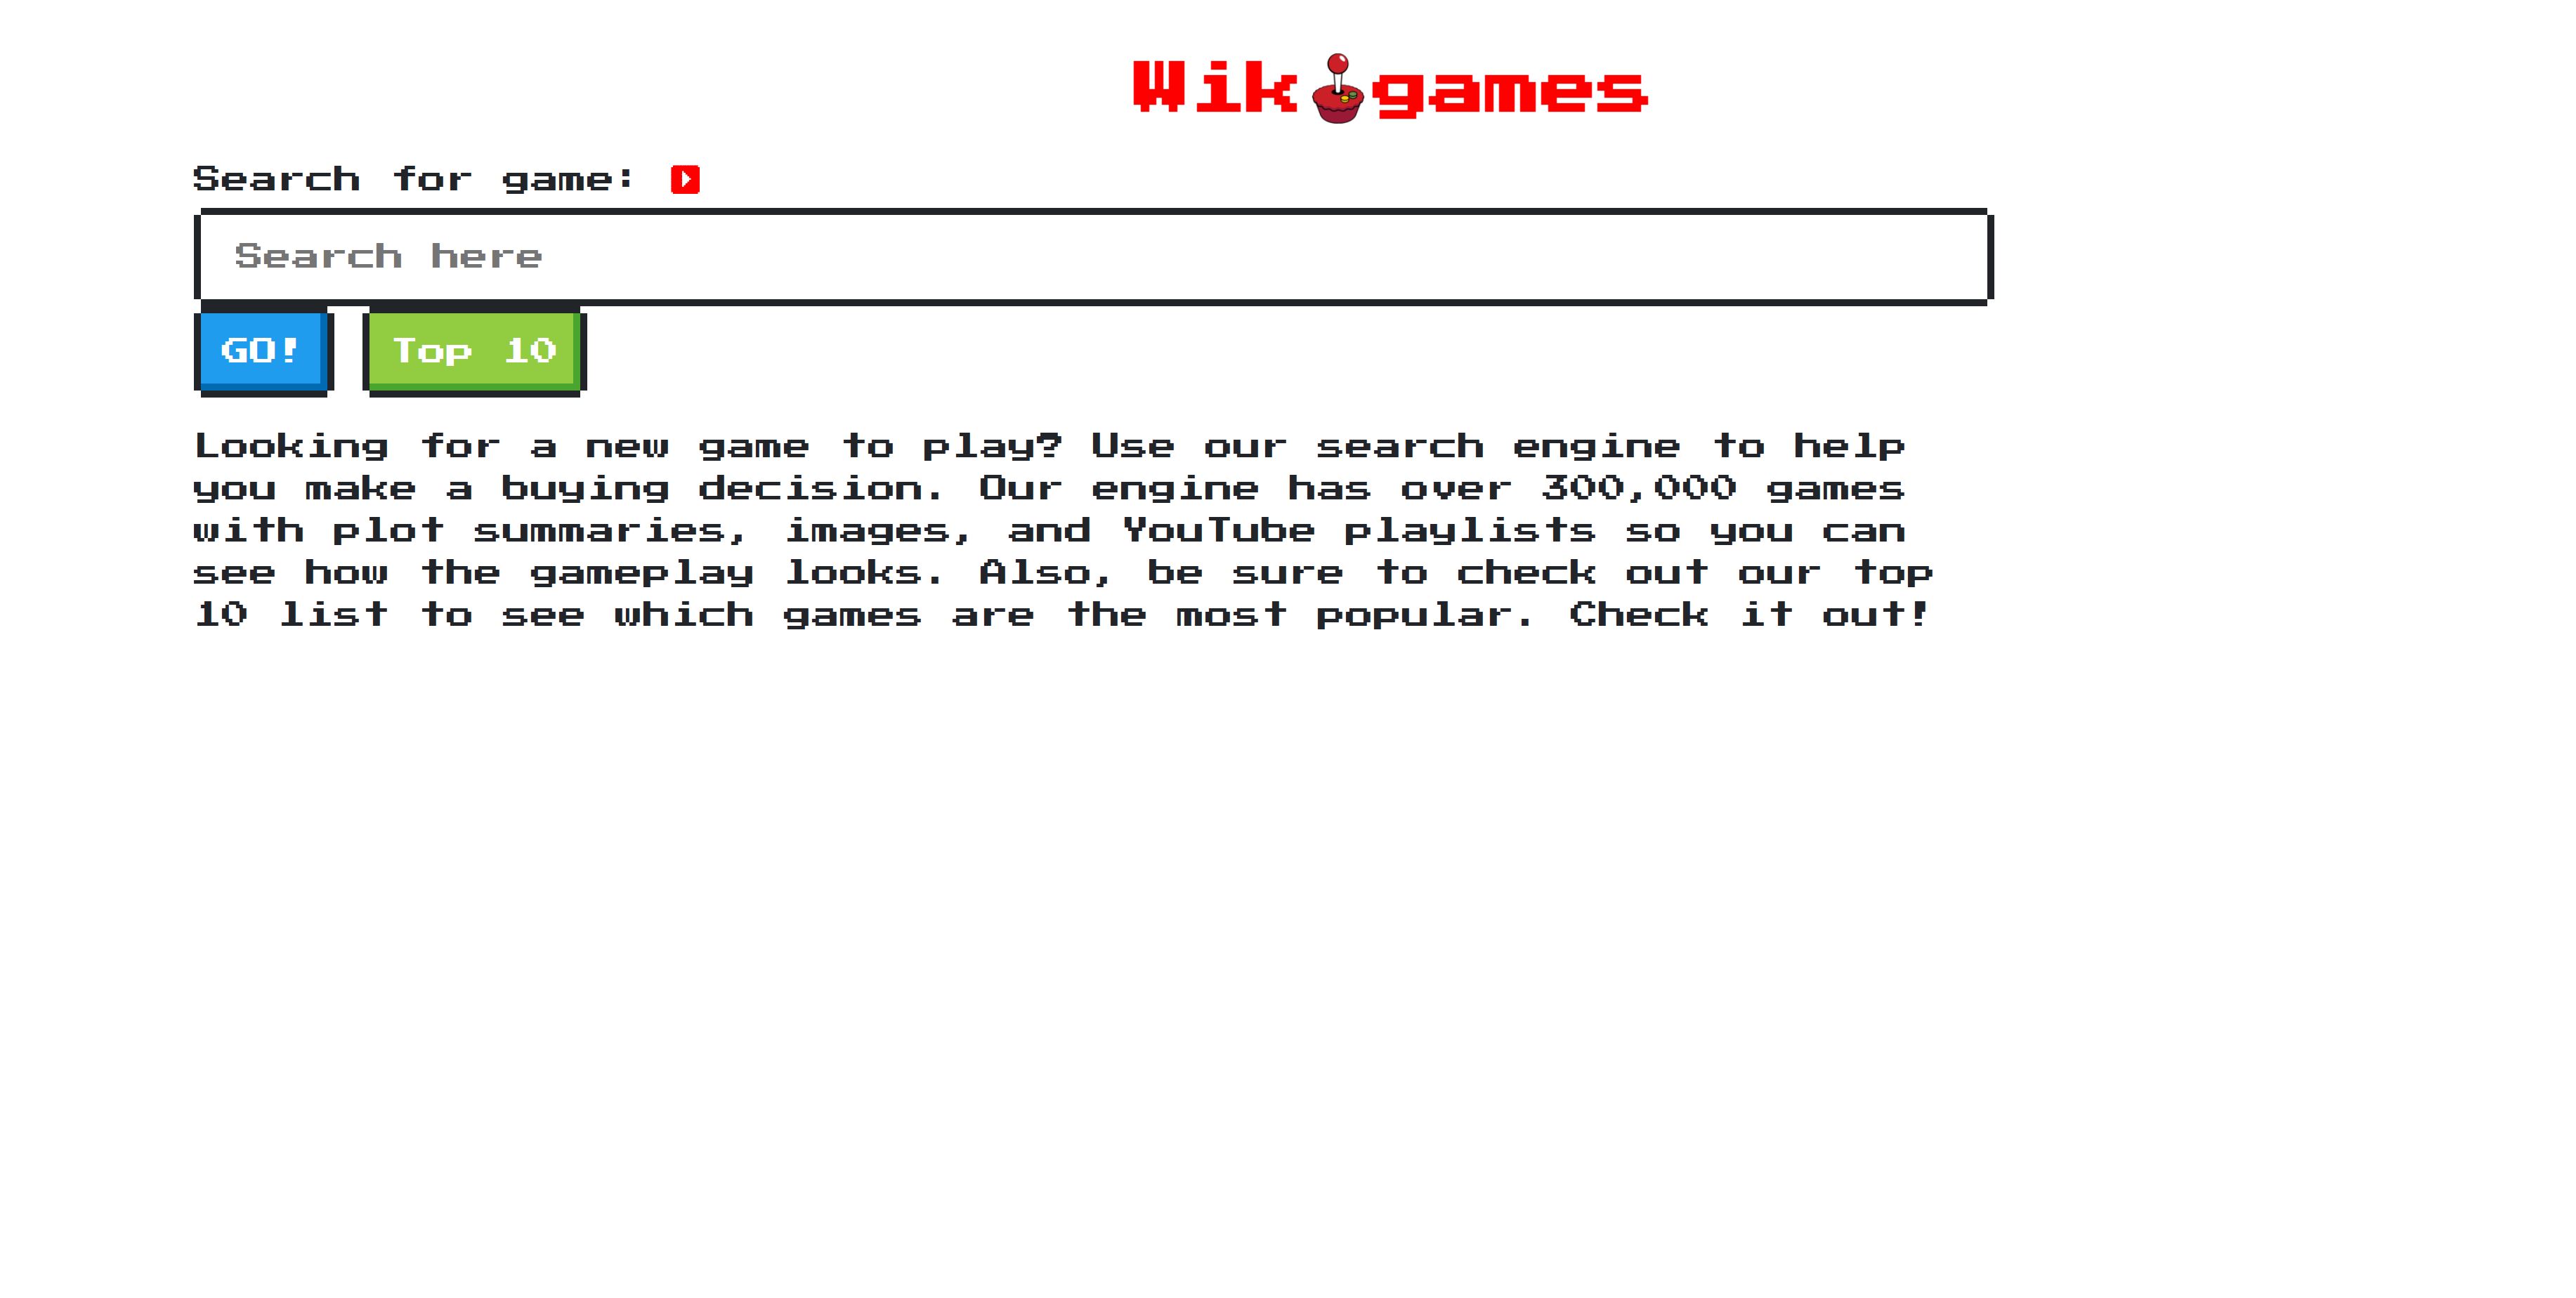 Wikigames
Search for game:
Search here
GO! Top 10
Looking for a new game to play? Use our search engine to help
you make a buying decision. Our engine has over 300,000 games
with plot summaries, images, and YouTube playlists so you can
see how the gameplay looks. Also, be sure to check out our top
10 list to see which games are the most popular. Check it out!